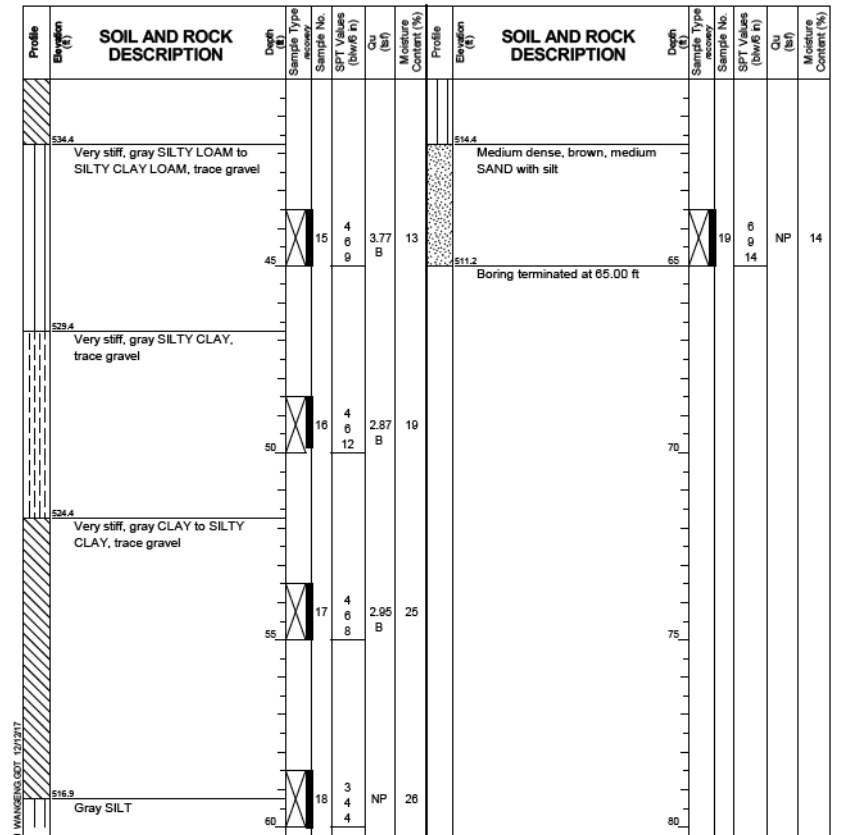 Profile
Elevation (ft)
SOIL AND ROCK
DESCRIPTION
Depth (ft)
Sample Type
recovery
Sample No.
SPT Values (blw/6 in)
Qu (tsf)
Moisture Content (%)
534.4
Very stiff, gray SILTY LOAM to
SILTY CLAY LOAM, trace gravel
15
4
6
9
3.77
B
13
45
529.4
Very stiff, gray SILTY CLAY,
trace gravel
16
4
6
12
2.87
B
19
50
524.4
Very stiff, gray CLAY to SILTY
CLAY, trace gravel
17
4
6
8
2.95
B
25
55
516.9
Gray SILT
18
3
4
4
NP
26
60
WANGENG.GDT 12/12/17
Profile
Elevation (ft)
SOIL AND ROCK
DESCRIPTION
Depth (ft)
Sample Type
recovery
Sample No.
SPT Values (blw/6 in)
Qu (tsf)
Moisture Content (%)
514.4
Medium dense, brown, medium
SAND with silt
19
6
9
14
NP
14
65
511.2
Boring terminated at 65.00 ft
70
75
80